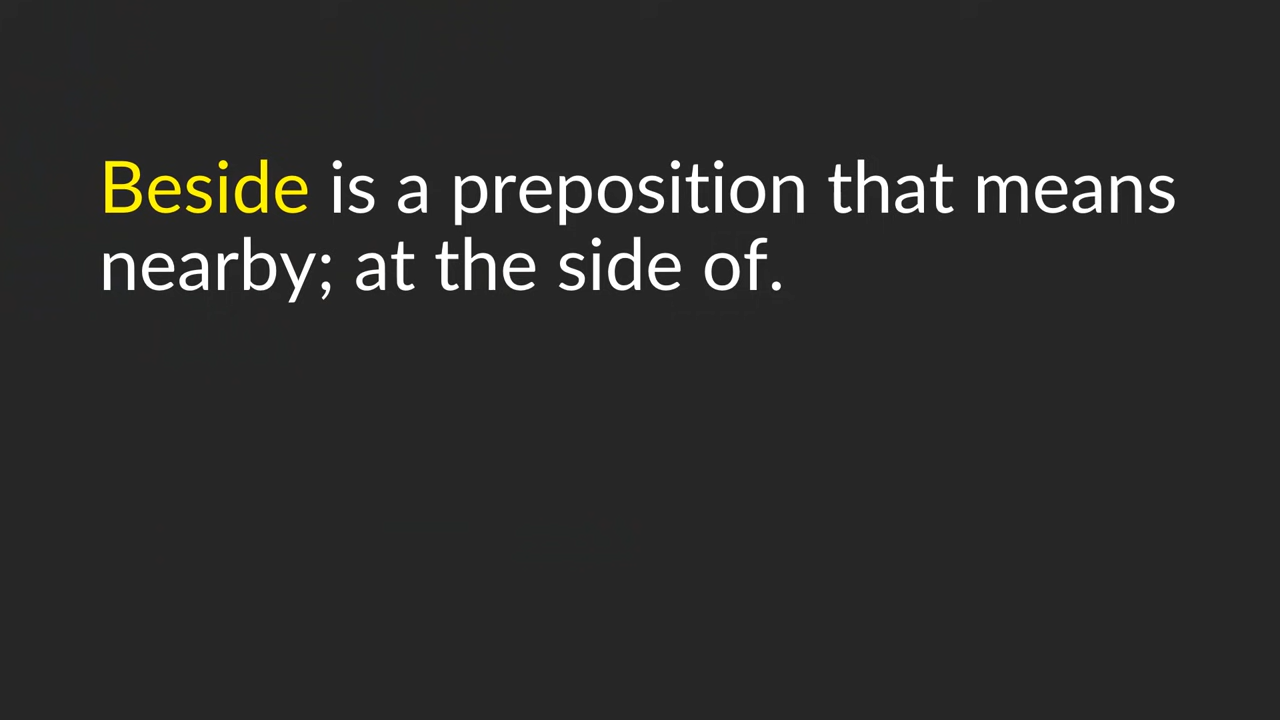 Beside is a preposition that means
nearby; at the side of.